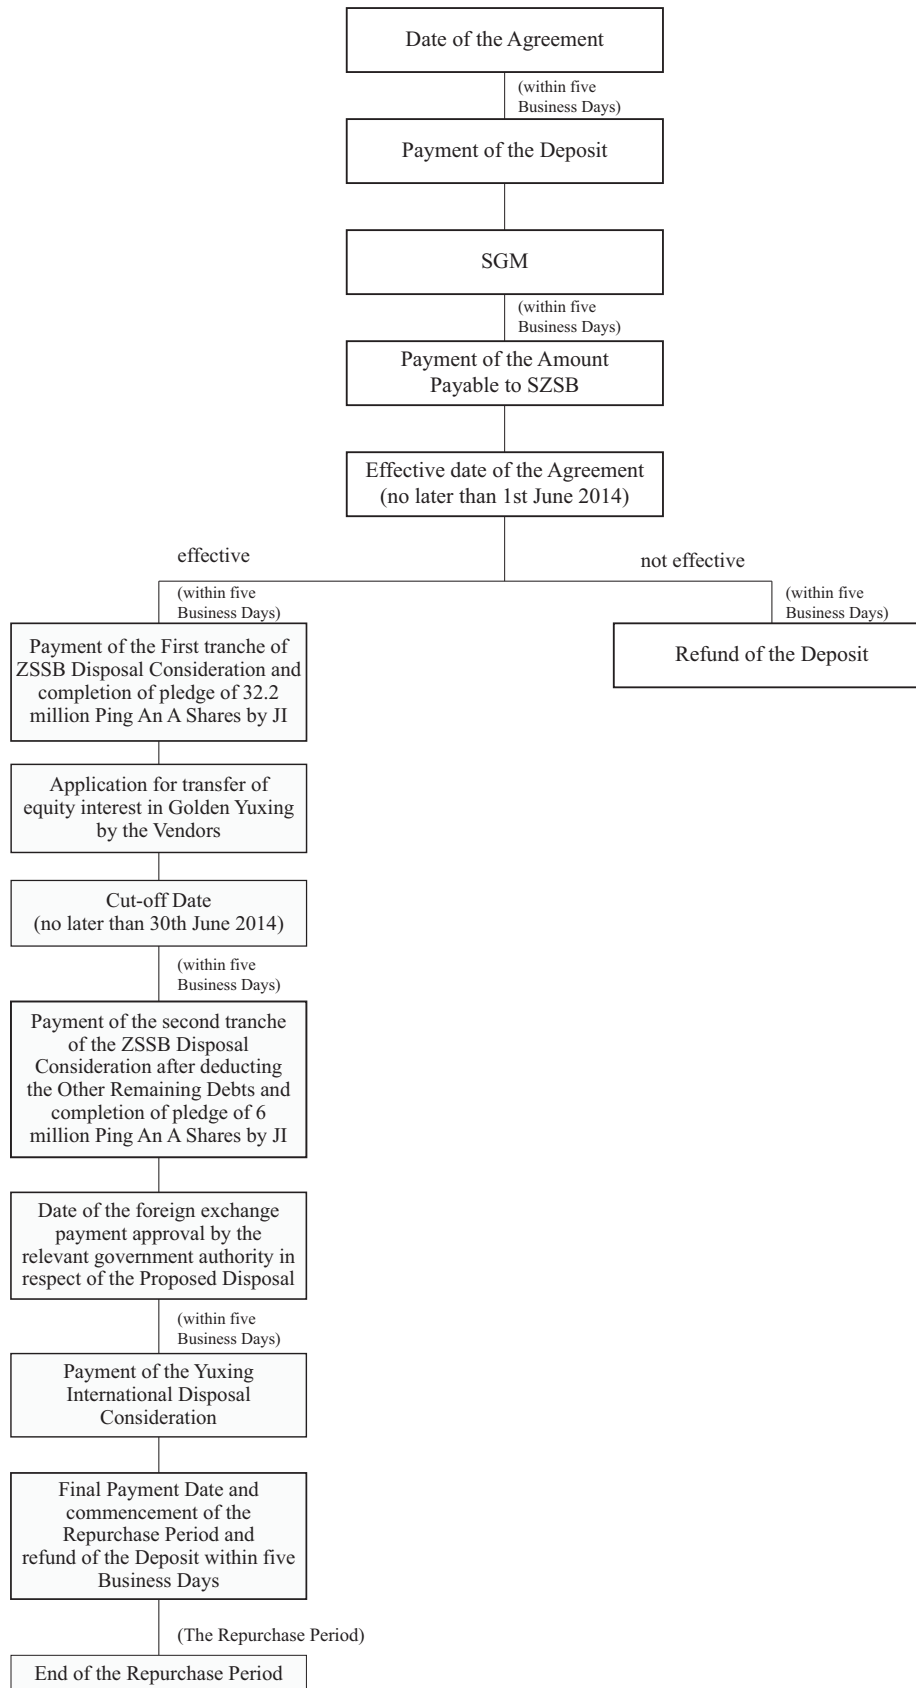 Date of the Agreement
(within five
Business Days)
Payment of the Deposit
SGM
(within five
Business Days)
Payment of the Amount
Payable to SZSB
Effective date of the Agreement
(no later than 1st June 2014)
effective
not effective
(within five
Business Days)
(within five
Business Days)
Payment of the First tranche of
ZSSB Disposal Consideration and
completion of pledge of 32.2
million Ping An A Shares by JI
Refund of the Deposit
Application for transfer of
equity interest in Golden Yuxing
by the Vendors
Cut-off Date
(no later than 30th June 2014)
(within five
Business Days)
Payment of the second tranche
of the ZSSB Disposal
Consideration after deducting
the Other Remaining Debts and
completion of pledge of 6
million Ping An A Shares by JI
Date of the foreign exchange
payment approval by the
relevant government authority in
respect of the Proposed Disposal
(within five
Business Days)
Payment of the Yuxing
International Disposal
Consideration
Final Payment Date and
commencement of the
Repurchase Period and
refund of the Deposit within five
Business Days
(The Repurchase Period)
End of the Repurchase Period